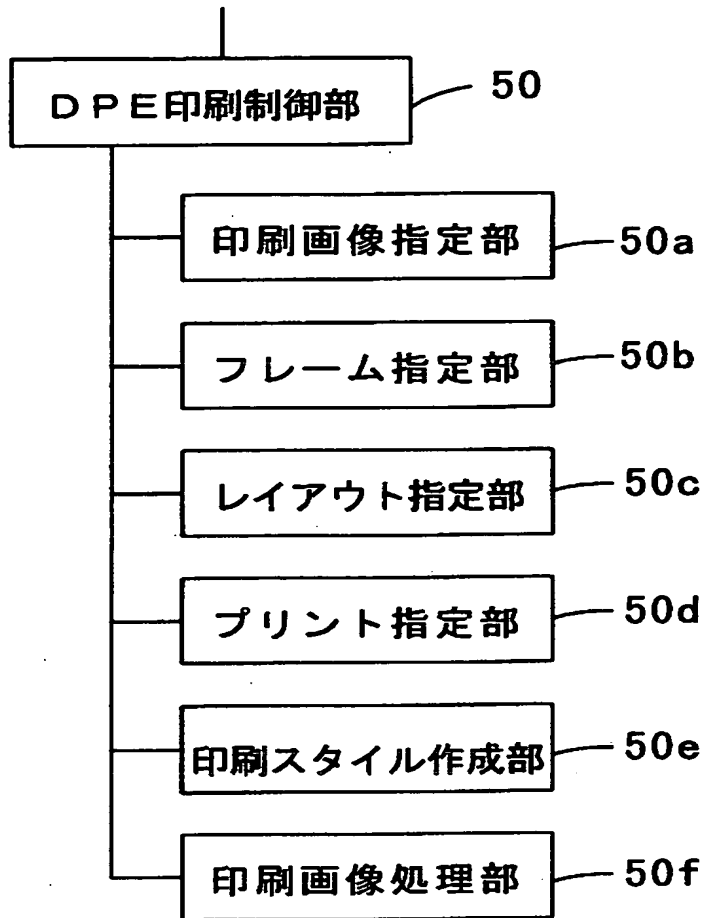 DPE印刷制御部 50
印刷画像指定部 50a
フレーム指定部 50b
レイアウト指定部 50c
プリント指定部 50d
印刷スタイル作成部 50e
印刷画像処理部 50f